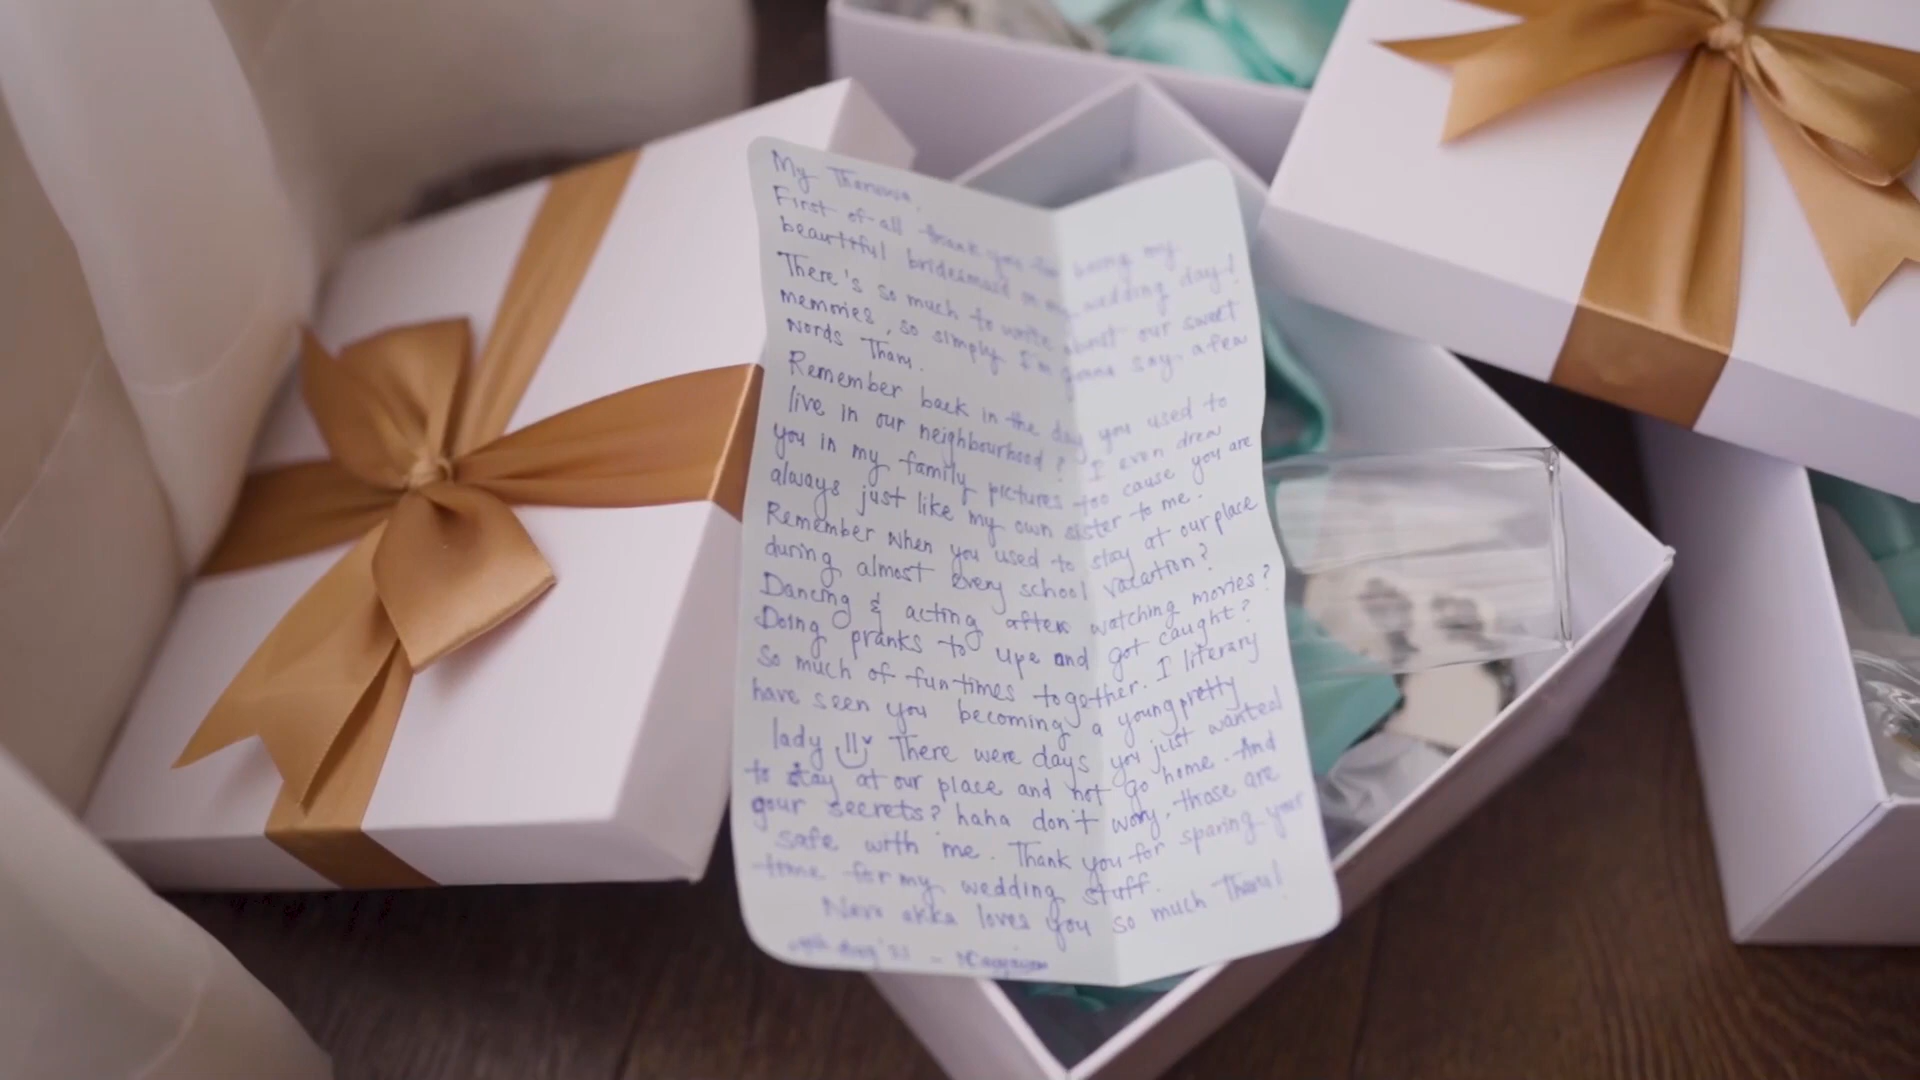 My
First of all thank you for being my
beautiful bridesmaid on my wedding day!
There's so much to write about our sweet
memories, so simply I'm gonna say a few
words Tharu.
Remember back in the day you used to
live in our neighbourhood? I even drew
you in my family pictures too cause you are
always just like my own sister to me.
Remember when you used to stay at our place
during almost every school vacation?
Dancing & acting after watching movies?
Doing pranks to upe and got caught?
So much of fun times together. I literary
have seen you becoming a young pretty
lady There were days you just wanted
to stay at our place and not go home. And
your secrets? haha don't worry, those are
safe with me. Thank you for sparing your
time for my wedding stuff.
akka loves you so much Tharu!